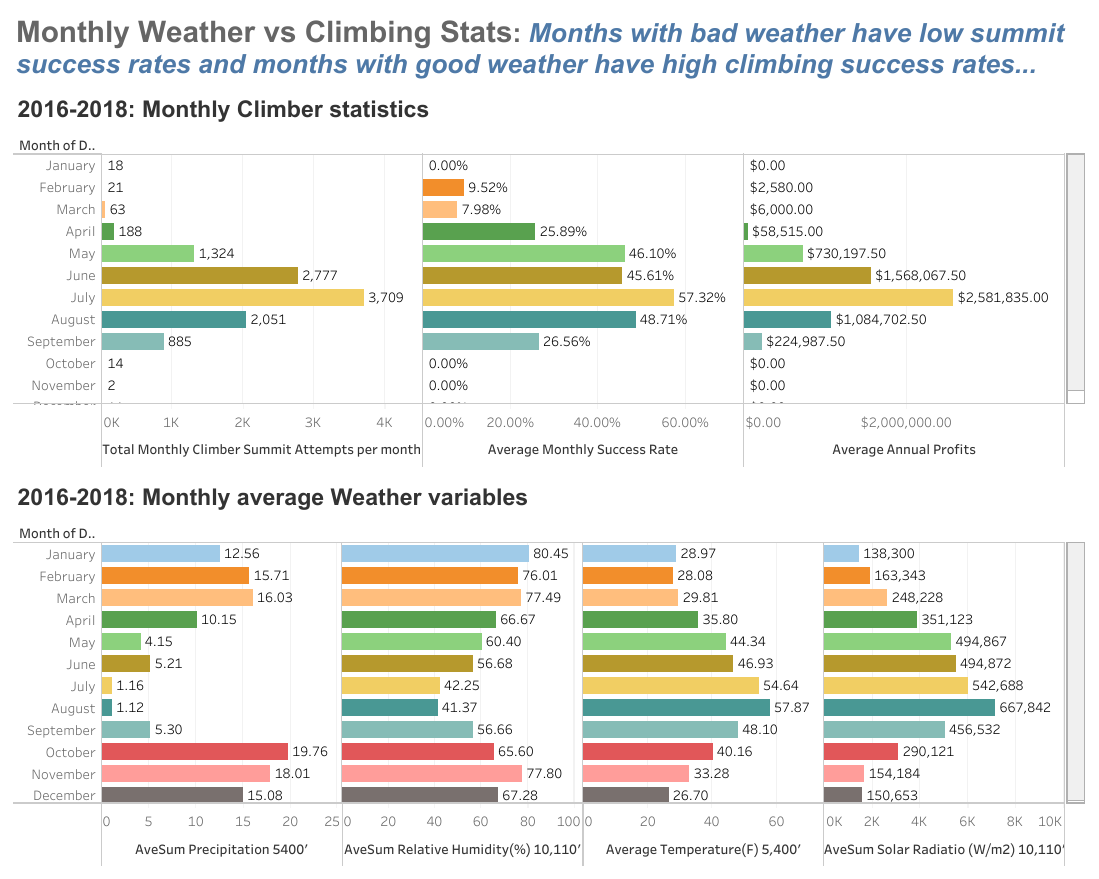 Monthly Weather vs Climbing Stats: Months with bad weather have low summit
success rates and months with good weather have high climbing success rates...
2016-2018: Monthly Climber statistics
Month of D..
January 18 0.00% $0.00
February 21 9.52% $2,580.00
March 63 7.98% $6,000.00
April 188 25.89% $58,515.00
May 1,324 46.10% $730,197.50
June 2,777 45.61% $1,568,067.50
July 3,709 57.32% $2,581,835.00
August 2,051 48.71% $1,084,702.50
September 885 26.56% $224,987.50
October 14 0.00% $0.00
November 2 0.00% $0.00
0K 1K 2K 3K 4K 0.00% 20.00% 40.00% 60.00% $0.00 $2,000,000.00
Total Monthly Climber Summit Attempts per month Average Monthly Success Rate Average Annual Profits
2016-2018: Monthly average Weather variables
Month of D..
January 12.56 80.45 28.97 138,300
February 15.71 76.01 28.08 163,343
March 16.03 77.49 29.81 248,228
April 10.15 66.67 35.80 351,123
May 4.15 60.40 44.34 494,867
June 5.21 56.68 46.93 494,872
July 1.16 42.25 54.64 542,688
August 1.12 41.37 57.87 667,842
September 5.30 56.66 48.10 456,532
October 19.76 65.60 40.16 290,121
November 18.01 77.80 33.28 154,184
December 15.08 67.28 26.70 150,653
0 5 10 15 20 25 0 20 40 60 80 100 0 20 40 60 0K 2K 4K 6K 8K 10K
AveSum Precipitation 5400′ AveSum Relative Humidity(%) 10,110′ Average Temperature(F) 5,400′ AveSum Solar Radiatio (W/m2) 10,110′